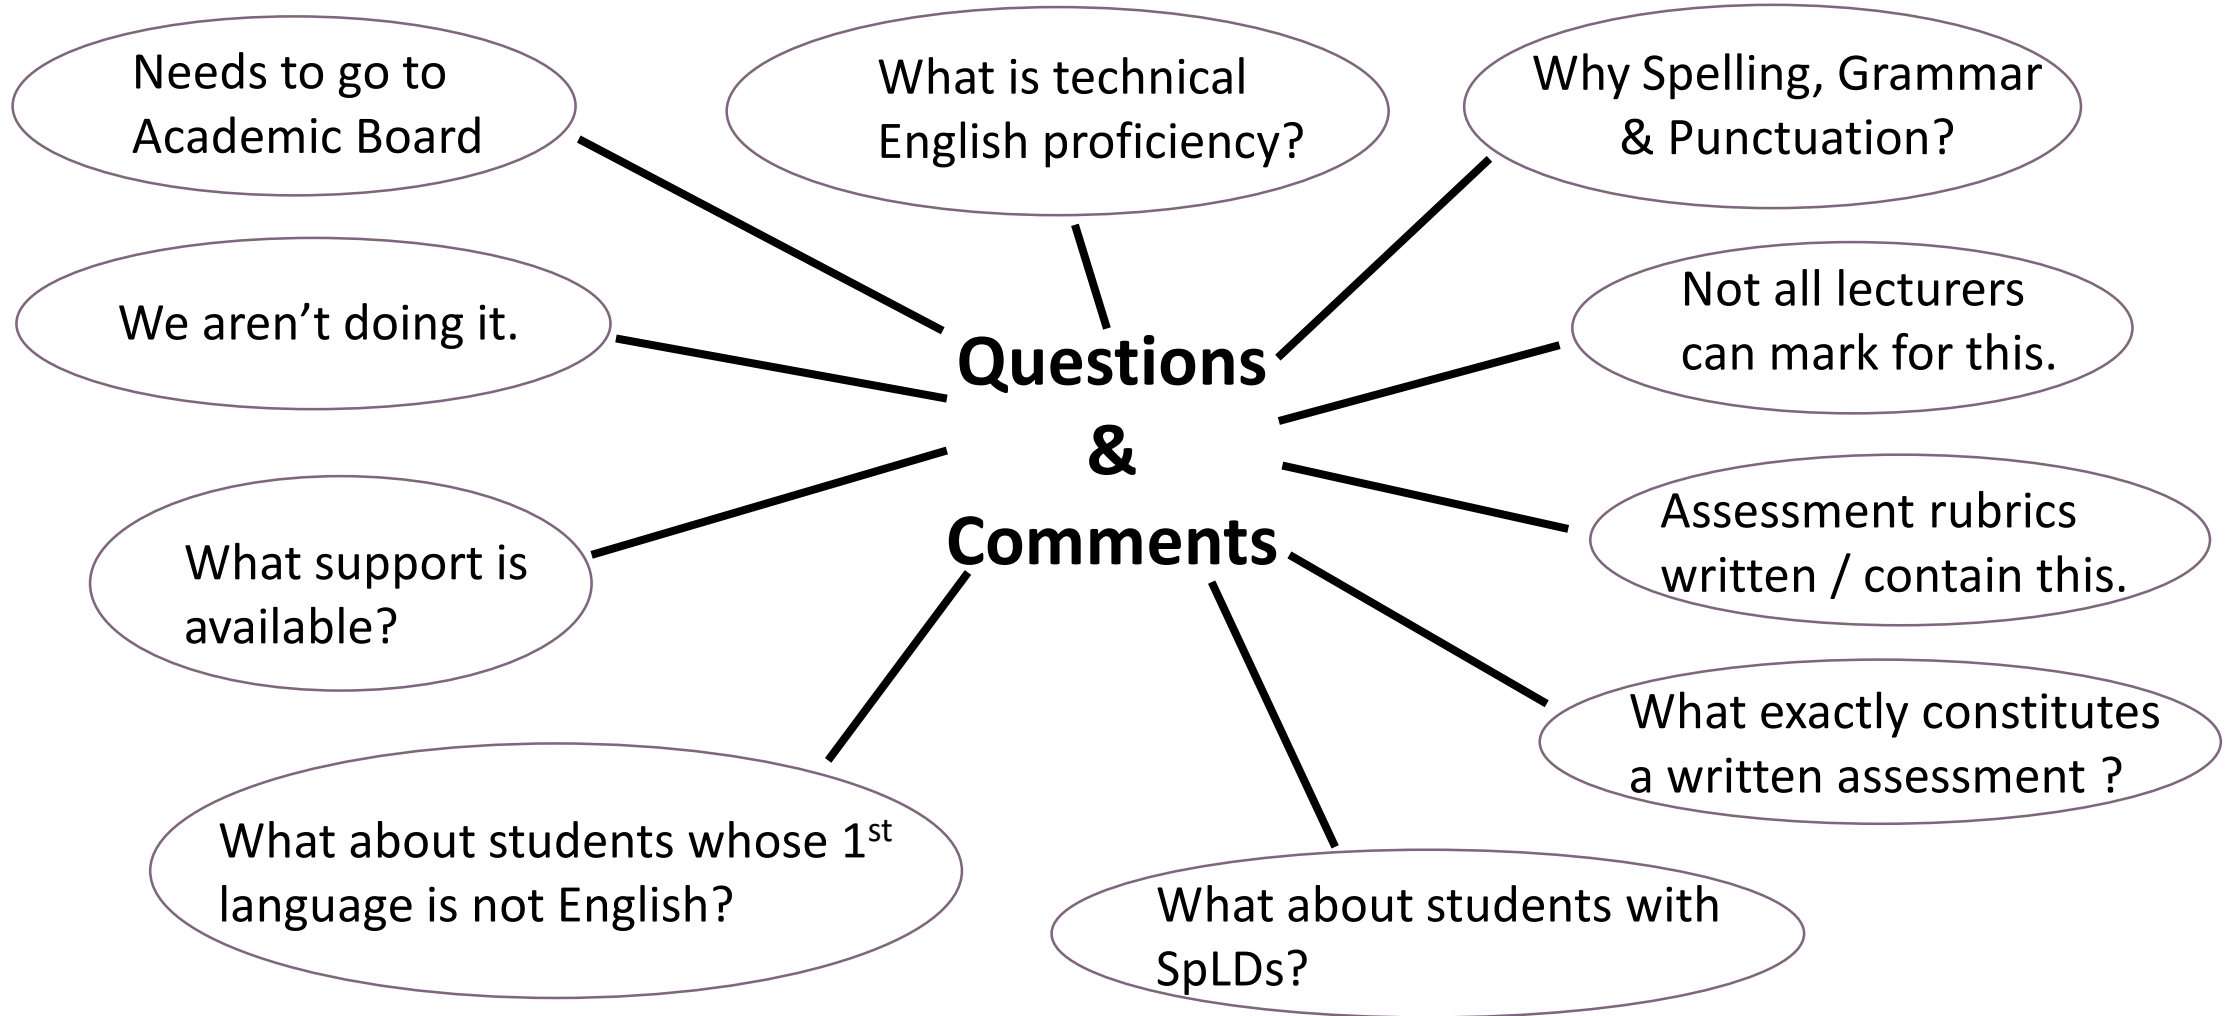 Needs to go to
Academic Board
What is technical
English proficiency?
Why Spelling, Grammar
& Punctuation?
We aren’t doing it.
Not all lecturers
can mark for this.
Questions
&
Comments
What support is
available?
Assessment rubrics
written / contain this.
What exactly constitutes
a written assessment ?
What about students whose 1st
language is not English?
What about students with
SpLDs?